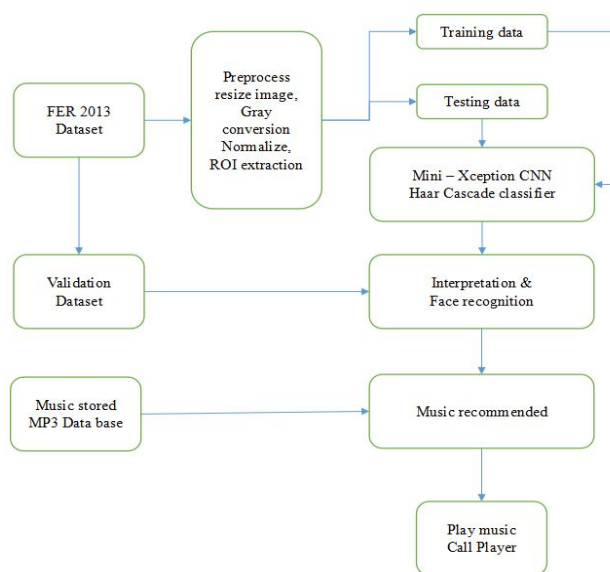 Training data
Preprocess
resize image,
Gray
conversion
Normalize,
ROI extraction
FER 2013
Dataset
Testing data
Mini – Xception CNN
Haar Cascade classifier
Validation
Dataset
Interpretation &
Face recognition
Music stored
MP3 Data base
Music recommended
Play music
Call Player